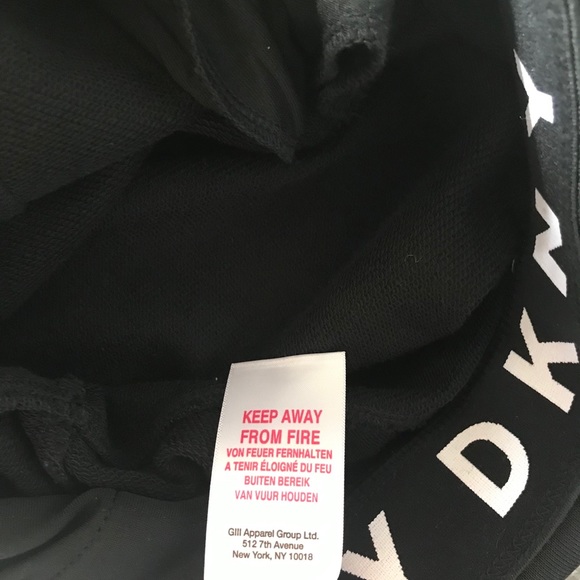 KEEP AWAY
FROM FIRE
VON FEUER FERNHALTEN
A TENIR ÉLOIGNÉ DU FEU
BUITEN BEREIK
VAN VUUR HOUDEN
GIII Apparel Group Ltd.
512 7th Avenue
New York, NY 10018
Y DKNY